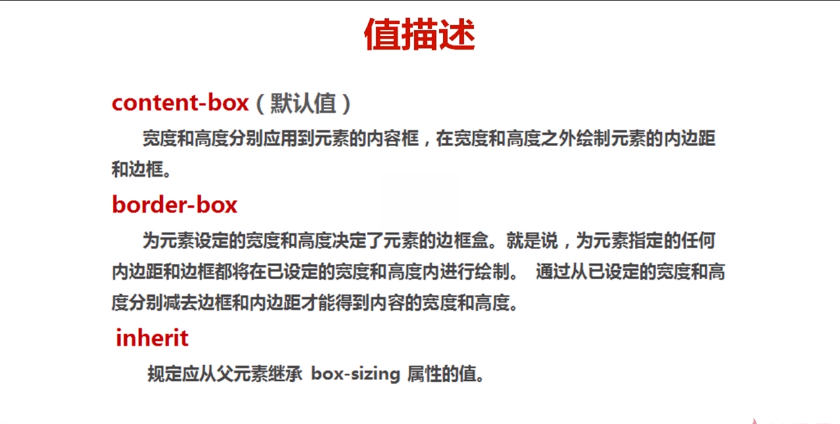 值描述
content-box（默认值）
宽度和高度分别应用到元素的内容框，在宽度和高度之外绘制元素的内边距
和边框。
border-box
为元素设定的宽度和高度决定了元素的边框盒。就是说，为元素指定的任何
内边距和边框都将在已设定的宽度和高度内进行绘制。 通过从已设定的宽度和高
度分别减去边框和内边距才能得到内容的宽度和高度。
inherit
规定应从父元素继承 box-sizing 属性的值。